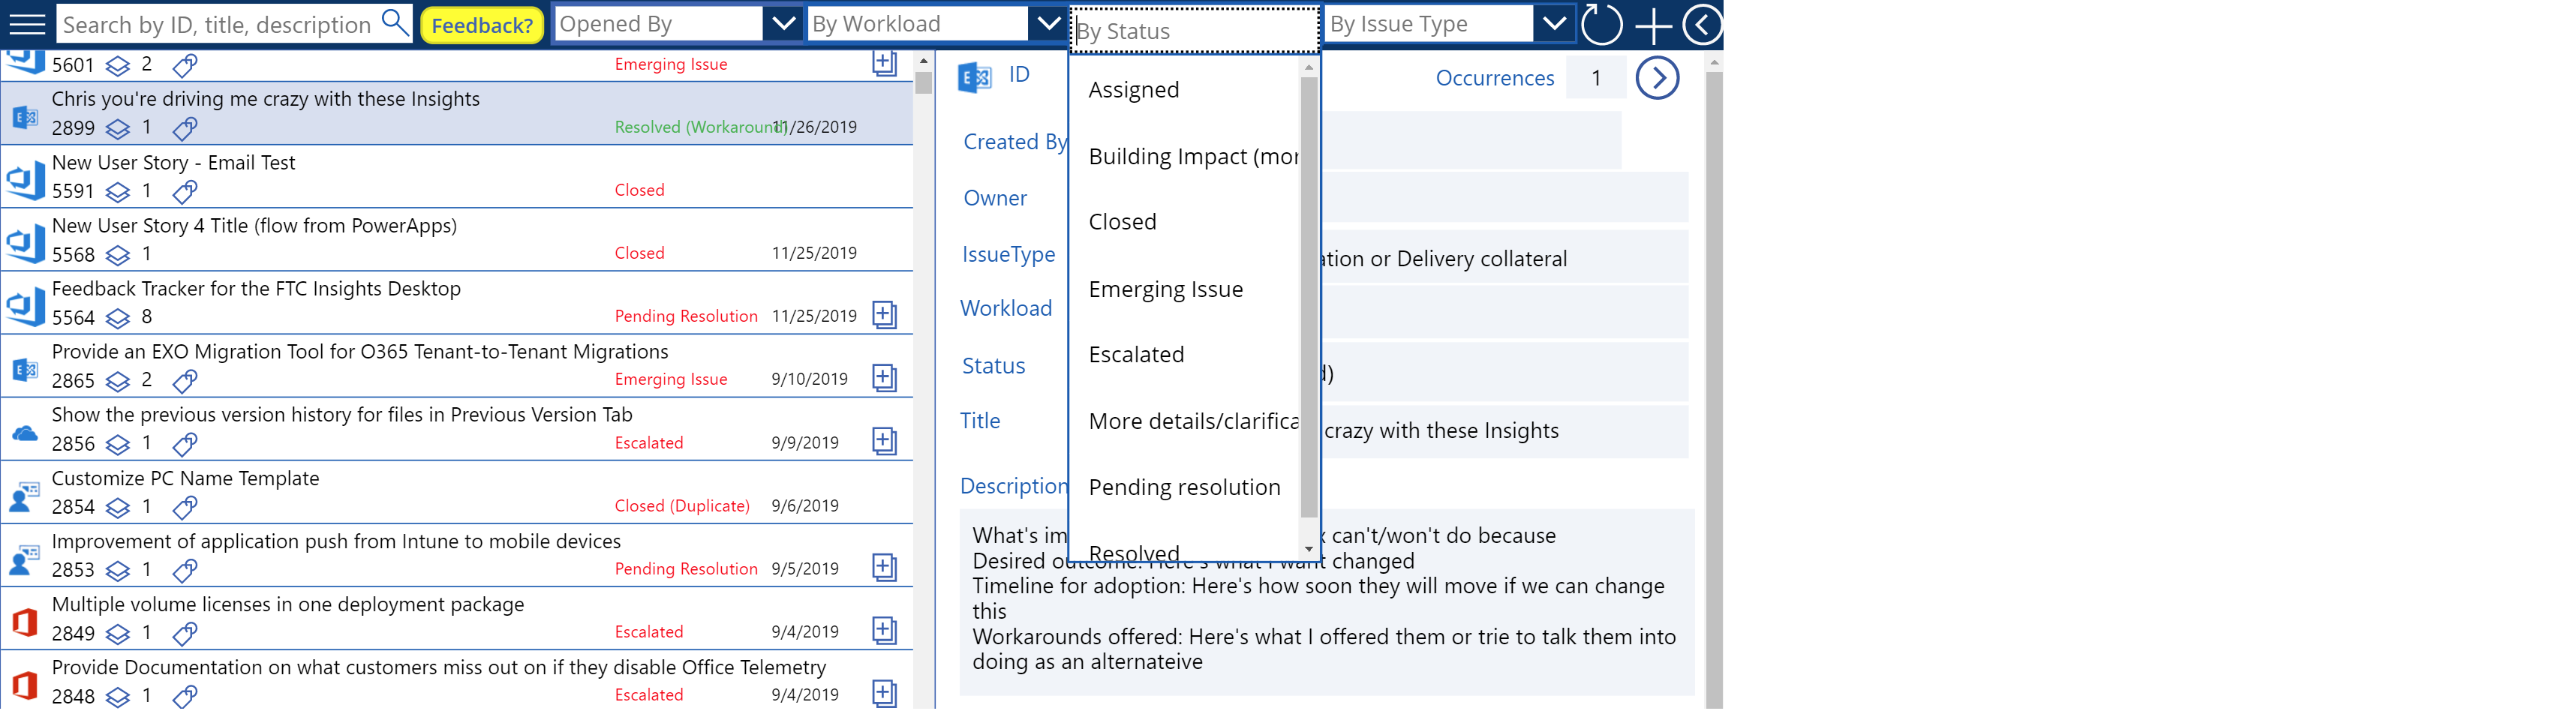 Search by ID, title, description
Feedback?
Opened By
By Workload
By Status
By Issue Type
5601 2 Emerging Issue
Chris you're driving me crazy with these Insights
2899 1 Resolved (Workaround) 11/26/2019
New User Story - Email Test
5591 1 Closed
New User Story 4 Title (flow from PowerApps)
5568 1 Closed 11/25/2019
Feedback Tracker for the FTC Insights Desktop
5564 8 Pending Resolution 11/25/2019
Provide an EXO Migration Tool for O365 Tenant-to-Tenant Migrations
2865 2 Emerging Issue 9/10/2019
Show the previous version history for files in Previous Version Tab
2856 1 Escalated 9/9/2019
Customize PC Name Template
2854 1 Closed (Duplicate) 9/6/2019
Improvement of application push from Intune to mobile devices
2853 1 Pending Resolution 9/5/2019
Multiple volume licenses in one deployment package
2849 1 Escalated 9/4/2019
Provide Documentation on what customers miss out on if they disable Office Telemetry
2848 1 Escalated 9/4/2019
Assigned
Building Impact (mor
Closed
Emerging Issue
Escalated
More details/clarifica
Pending resolution
Resolved
ID
Occurrences 1
Created By
Owner
IssueType
ation or Delivery collateral
Workload
Status
d)
Title
crazy with these Insights
Description
What's im can't/won't do because
Desired outcome: Here's what I want changed
Timeline for adoption: Here's how soon they will move if we can change
this
Workarounds offered: Here's what I offered them or trie to talk them into
doing as an alternateive